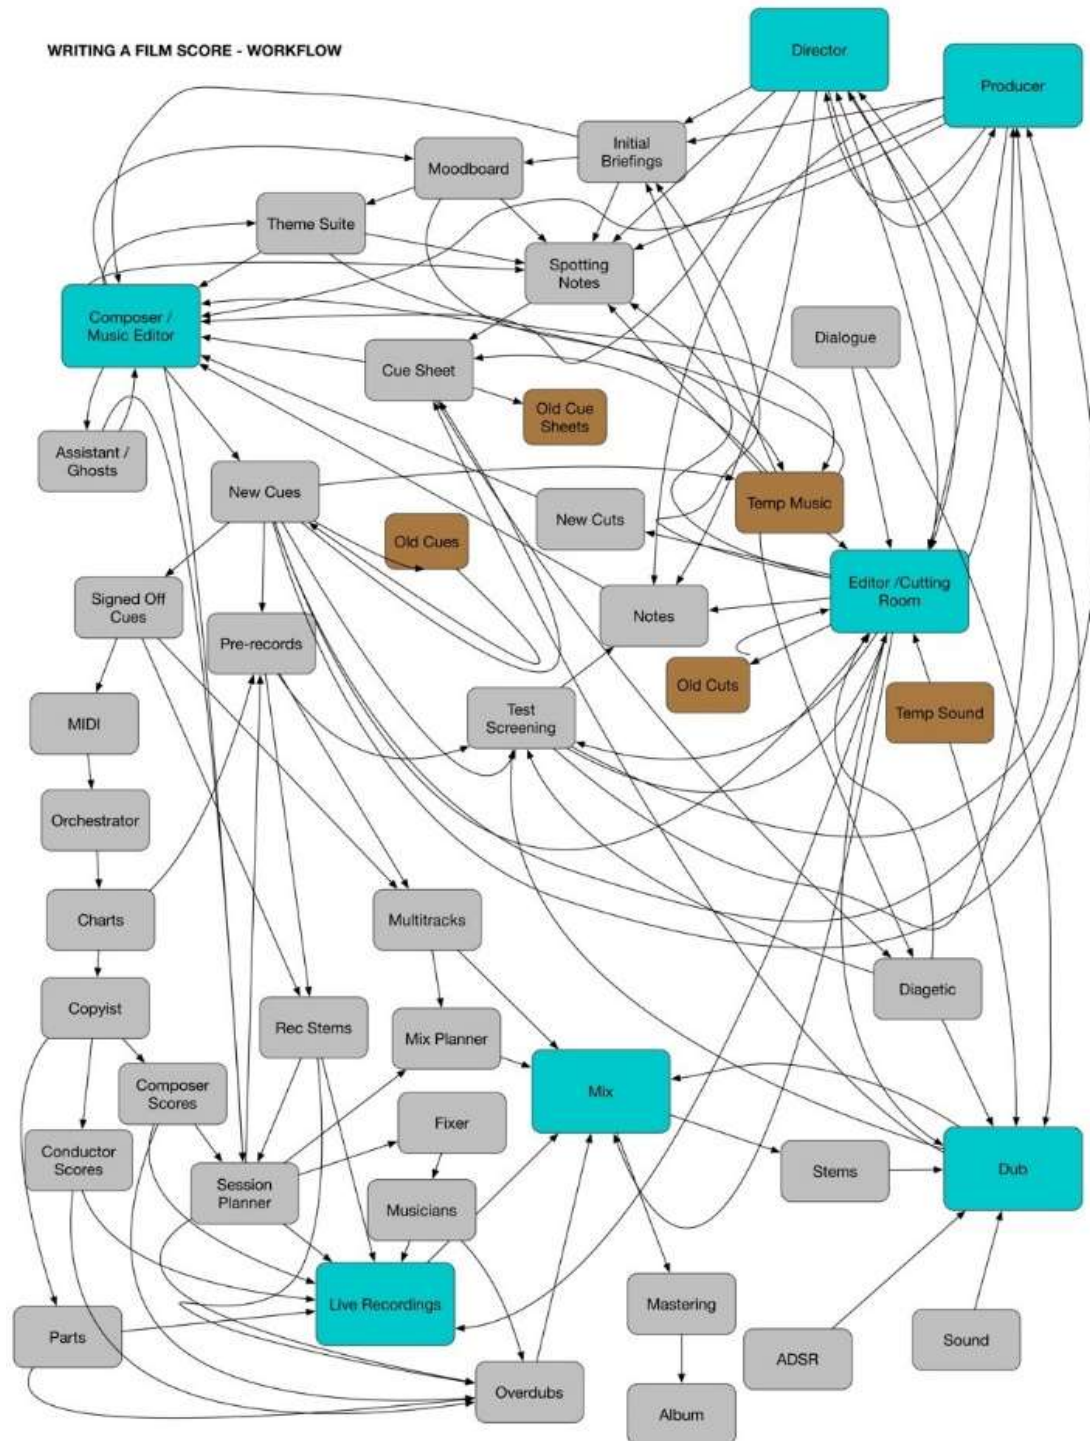 WRITING A FILM SCORE - WORKFLOW
Director
Producer
Initial
Briefings
Moodboard
Theme Suite
Spotting
Notes
Composer /
Music Editor
Dialogue
Cue Sheet
Old Cue
Sheets
Assistant /
Ghosts
New Cues
Temp Music
New Cuts
Old Cues
Editor /Cutting
Room
Signed Off
Cues
Notes
Pre-records
Old Cuts
Temp Sound
Test
Screening
MIDI
Orchestrator
Charts
Multitracks
Diagetic
Copyist
Rec Stems
Mix Planner
Mix
Composer
Scores
Fixer
Conductor
Scores
Session
Planner
Stems
Dub
Musicians
Live Recordings
Mastering
Parts
Sound
ADSR
Overdubs
Album